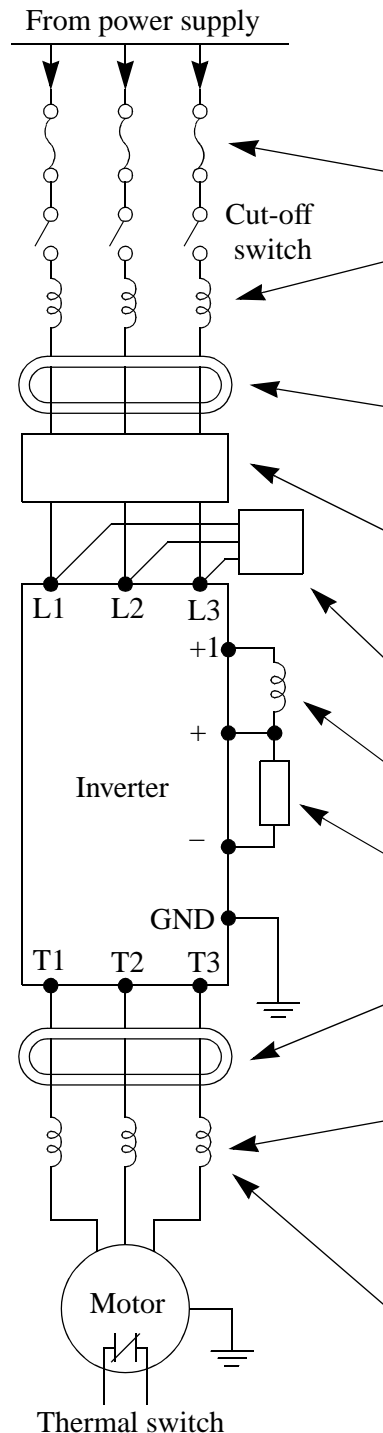 From power supply
Cut-off
switch
L1 L2 L3
+1
+
Inverter
−
GND
T1 T2 T3
Motor
Thermal switch